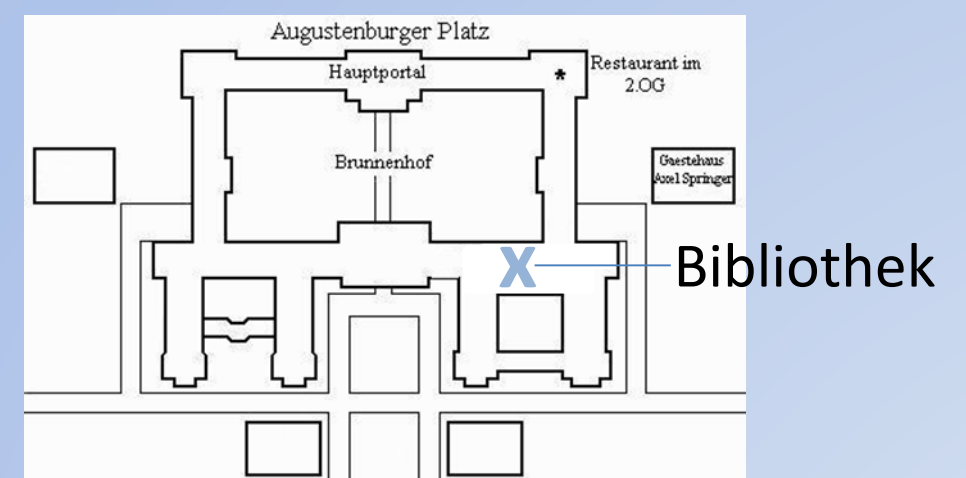 Augustenburger Platz
Hauptportal
*
Restaurant im
2.OG
Brunnenhof
Gaestehaus
Axel Springer
X
Bibliothek